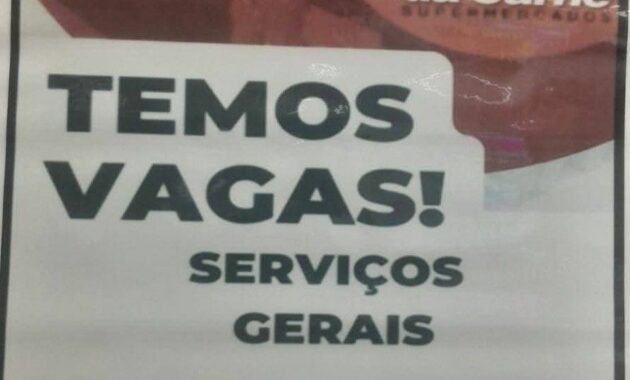 SUPERMERCADOS
TEMOS
VAGAS!
SERVIÇOS
GERAIS